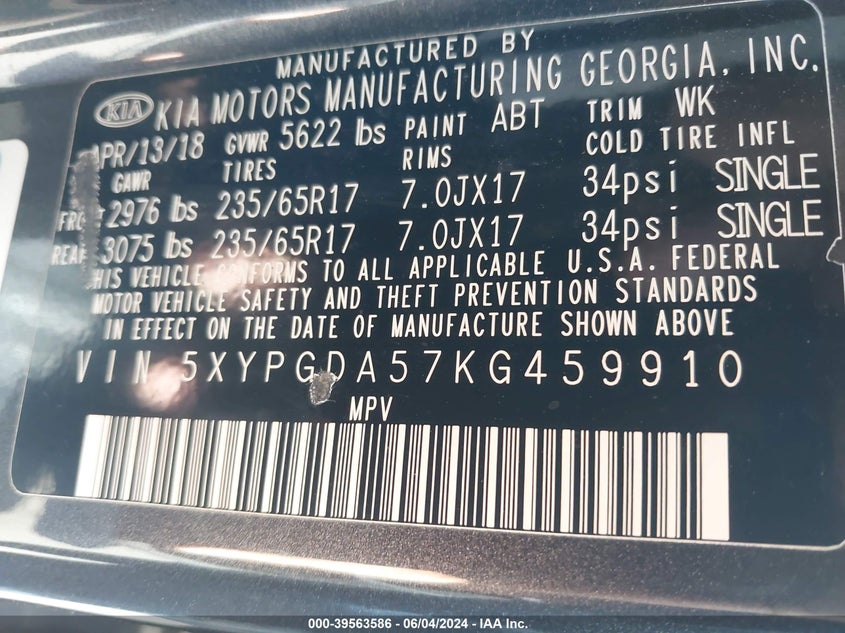 MANUFACTURED BY
KIA KIA MOTORS MANUFACTURING GEORGIA, INC.
APR/13/18 GVWR 5622 lbs PAINT ABT TRIM WK
GAWR TIRES RIMS COLD TIRE INFL
2976 lbs 235/65R17 7.0JX17 34psi SINGLE
REAR 3075 lbs 235/65R17 7.0JX17 34psi SINGLE
THIS VEHICLE CONFORMS TO ALL APPLICABLE U.S.A. FEDERAL
MOTOR VEHICLE SAFETY AND THEFT PREVENTION STANDARDS
IN EFFECT ON THE DATE OF MANUFACTURE SHOWN ABOVE
VIN 5XYPGDA57KG459910
MPV
000-39563586 - 06/04/2024 - IAA Inc.